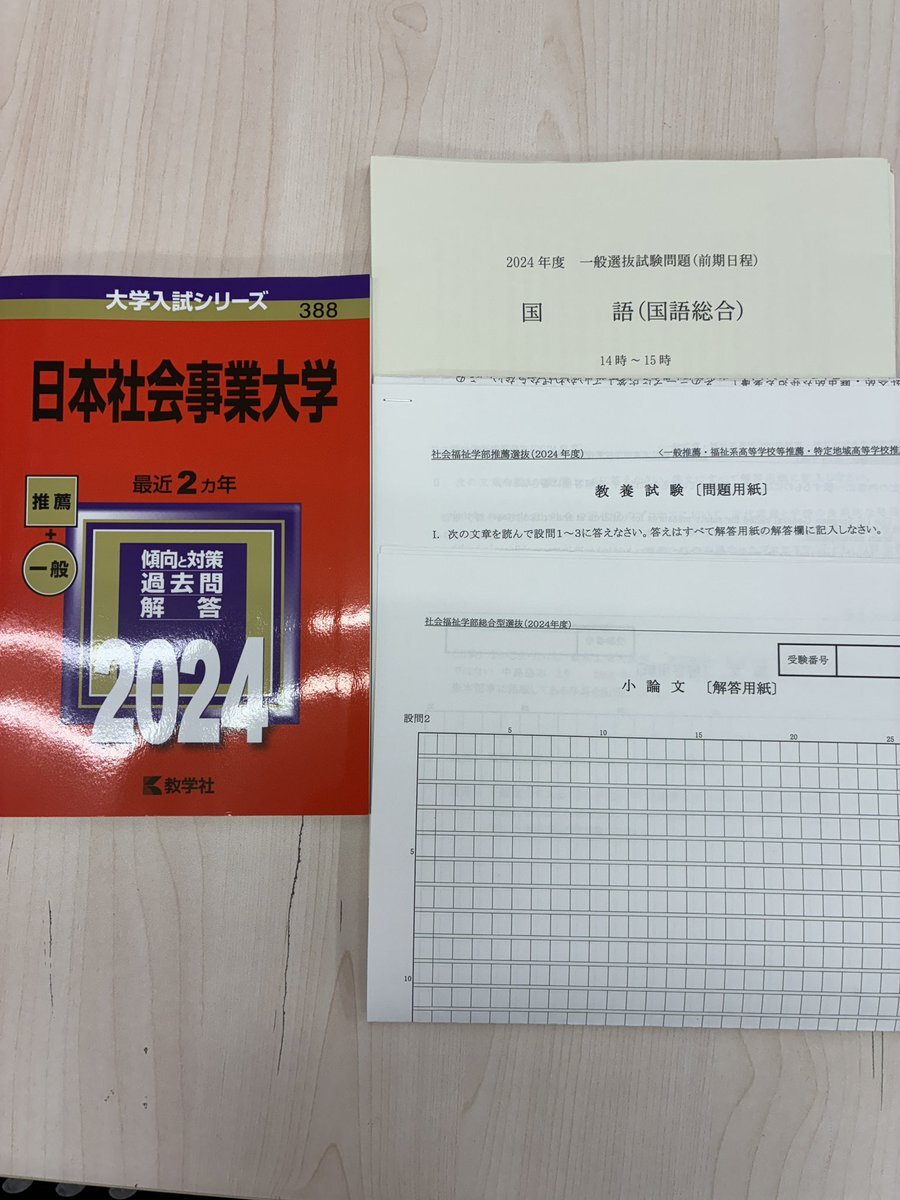 大学入試シリーズ
388
日本社会事業大学
最近2ヵ年
推薦
+
一般
傾向と対策
過去問
解答
2024
教学社
2024年度 一般選抜試験問題(前期日程)
国 語(国語総合)
14時~15時
社会福祉学部推薦選抜(2024年度)
<一般推薦・福祉系高等学校等推薦・特定地域高等学校推
教養試験〔問題用紙〕
I. 次の文章を読んで設問1~3に答えなさい。答えはすべて解答用紙の解答欄に記入しなさい。
社会福祉学部総合型選抜(2024年度)
受験番号
小論文〔解答用紙〕
設問2
5
10
15
20
25
5
10